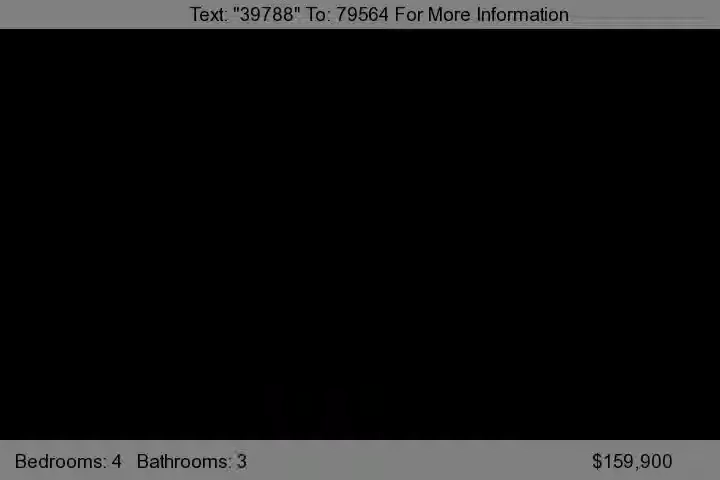 Text: "39788" To: 79564 For More Information
Bedrooms: 4 Bathrooms: 3 $159,900